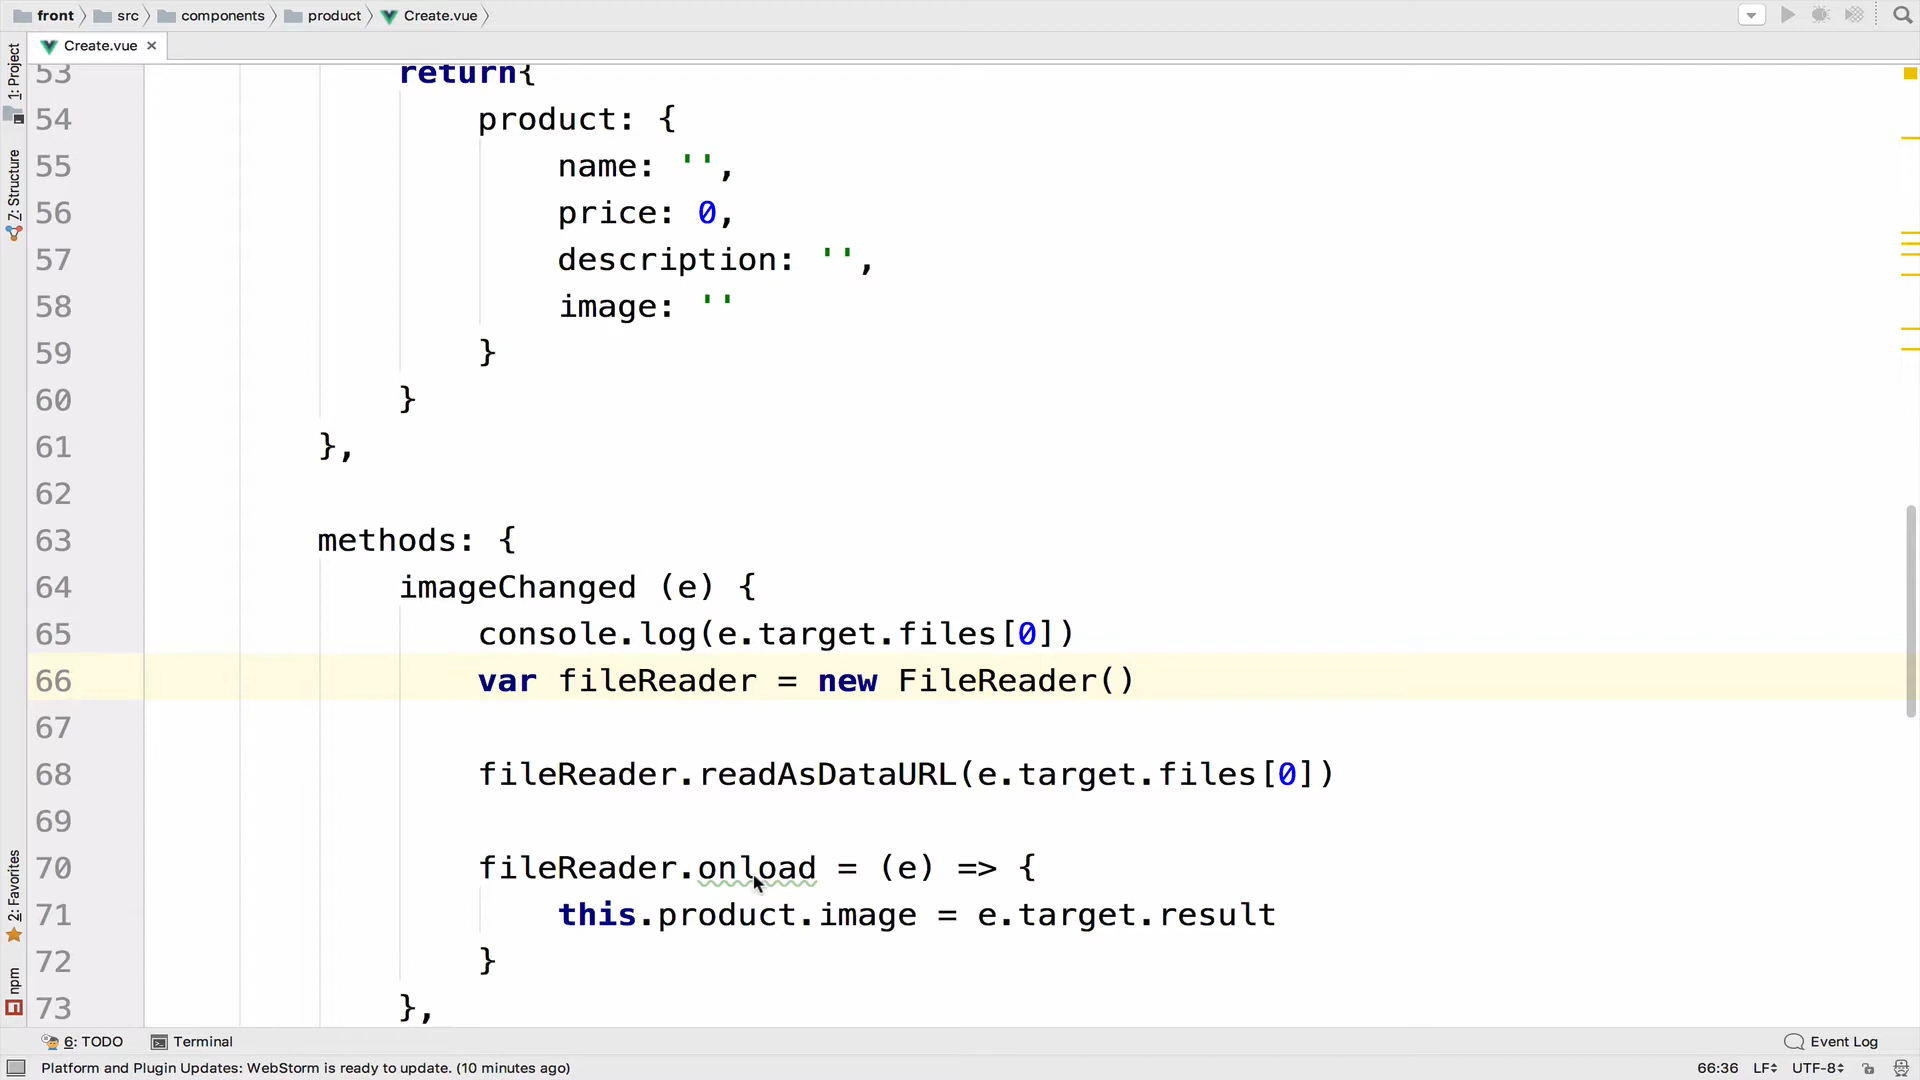 front src components product Create.vue
Create.vue
1: Project
7: Structure
2: Favorites
npm
53 return{
54 product: {
55 name: '',
56 price: 0,
57 description: '',
58 image: ''
59 }
60 }
61 },
62
63 methods: {
64 imageChanged (e) {
65 console.log(e.target.files[0])
66 var fileReader = new FileReader()
67
68 fileReader.readAsDataURL(e.target.files[0])
69
70 fileReader.onload = (e) => {
71 this.product.image = e.target.result
72 }
73 },
6: TODO Terminal Event Log
Platform and Plugin Updates: WebStorm is ready to update. (10 minutes ago) 66:36 LF UTF-8